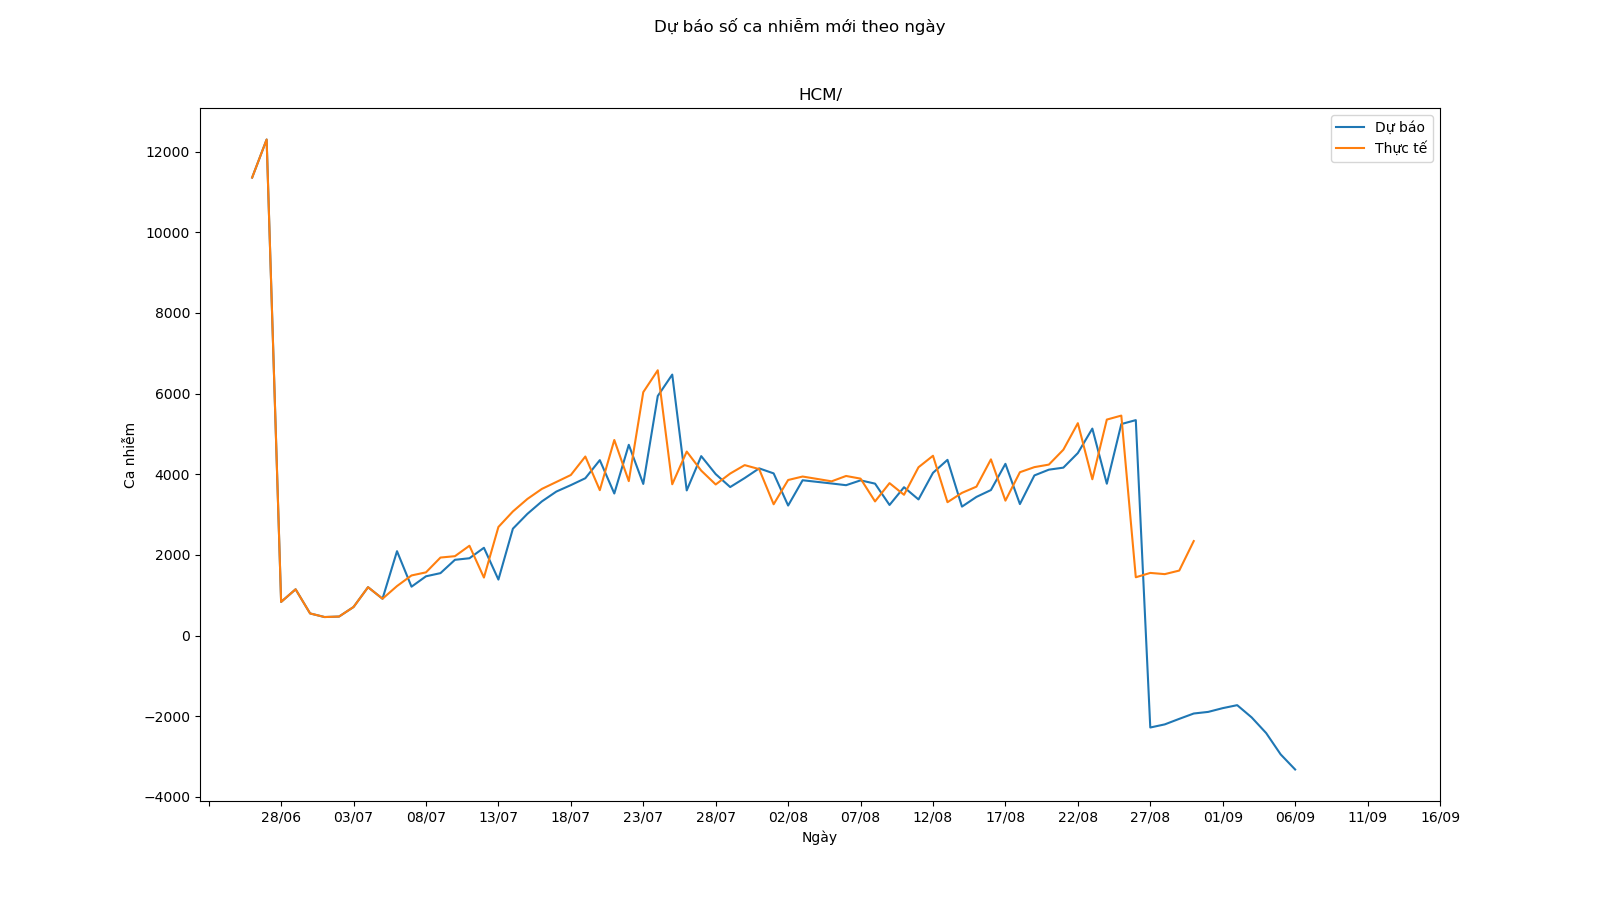 Dự báo số ca nhiễm mới theo ngày
HCM/
Dự báo
Thực tế
12000
10000
8000
6000
4000
2000
0
−2000
−4000
Ca nhiễm
28/06 03/07 08/07 13/07 18/07 23/07 28/07 02/08 07/08 12/08 17/08 22/08 27/08 01/09 06/09 11/09 16/09
Ngày